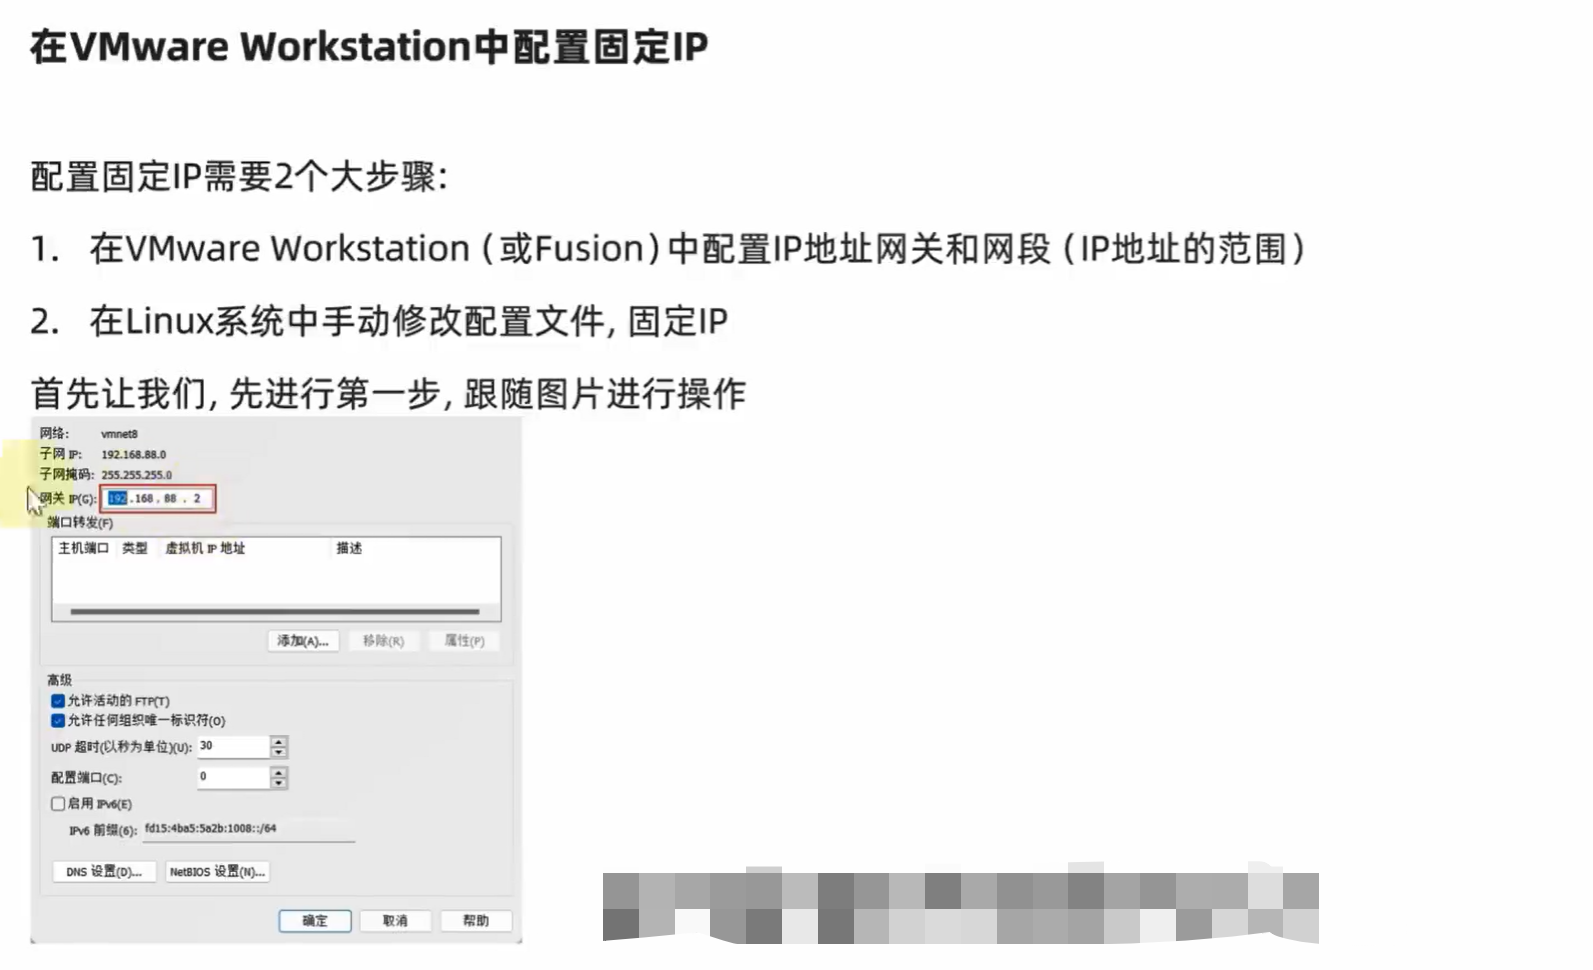 在VMware Workstation中配置固定IP
配置固定IP需要2个大步骤:
1. 在VMware Workstation（或Fusion）中配置IP地址网关和网段（IP地址的范围）
2. 在Linux系统中手动修改配置文件, 固定IP
首先让我们, 先进行第一步, 跟随图片进行操作
网络: vmnet8
子网 IP: 192.168.88.0
子网掩码: 255.255.255.0
网关 IP(G): 192 . 168 . 88 . 2
端口转发(F)
主机端口 类型 虚拟机 IP 地址 描述
添加(A)... 移除(R) 属性(P)
高级
允许活动的 FTP(T)
允许任何组织唯一标识符(O)
UDP 超时(以秒为单位)(U): 30
配置端口(C): 0
启用 IPv6(E)
IPv6 前缀(6): fd15:4ba5:5a2b:1008::/64
DNS 设置(D)... NetBIOS 设置(N)...
确定 取消 帮助